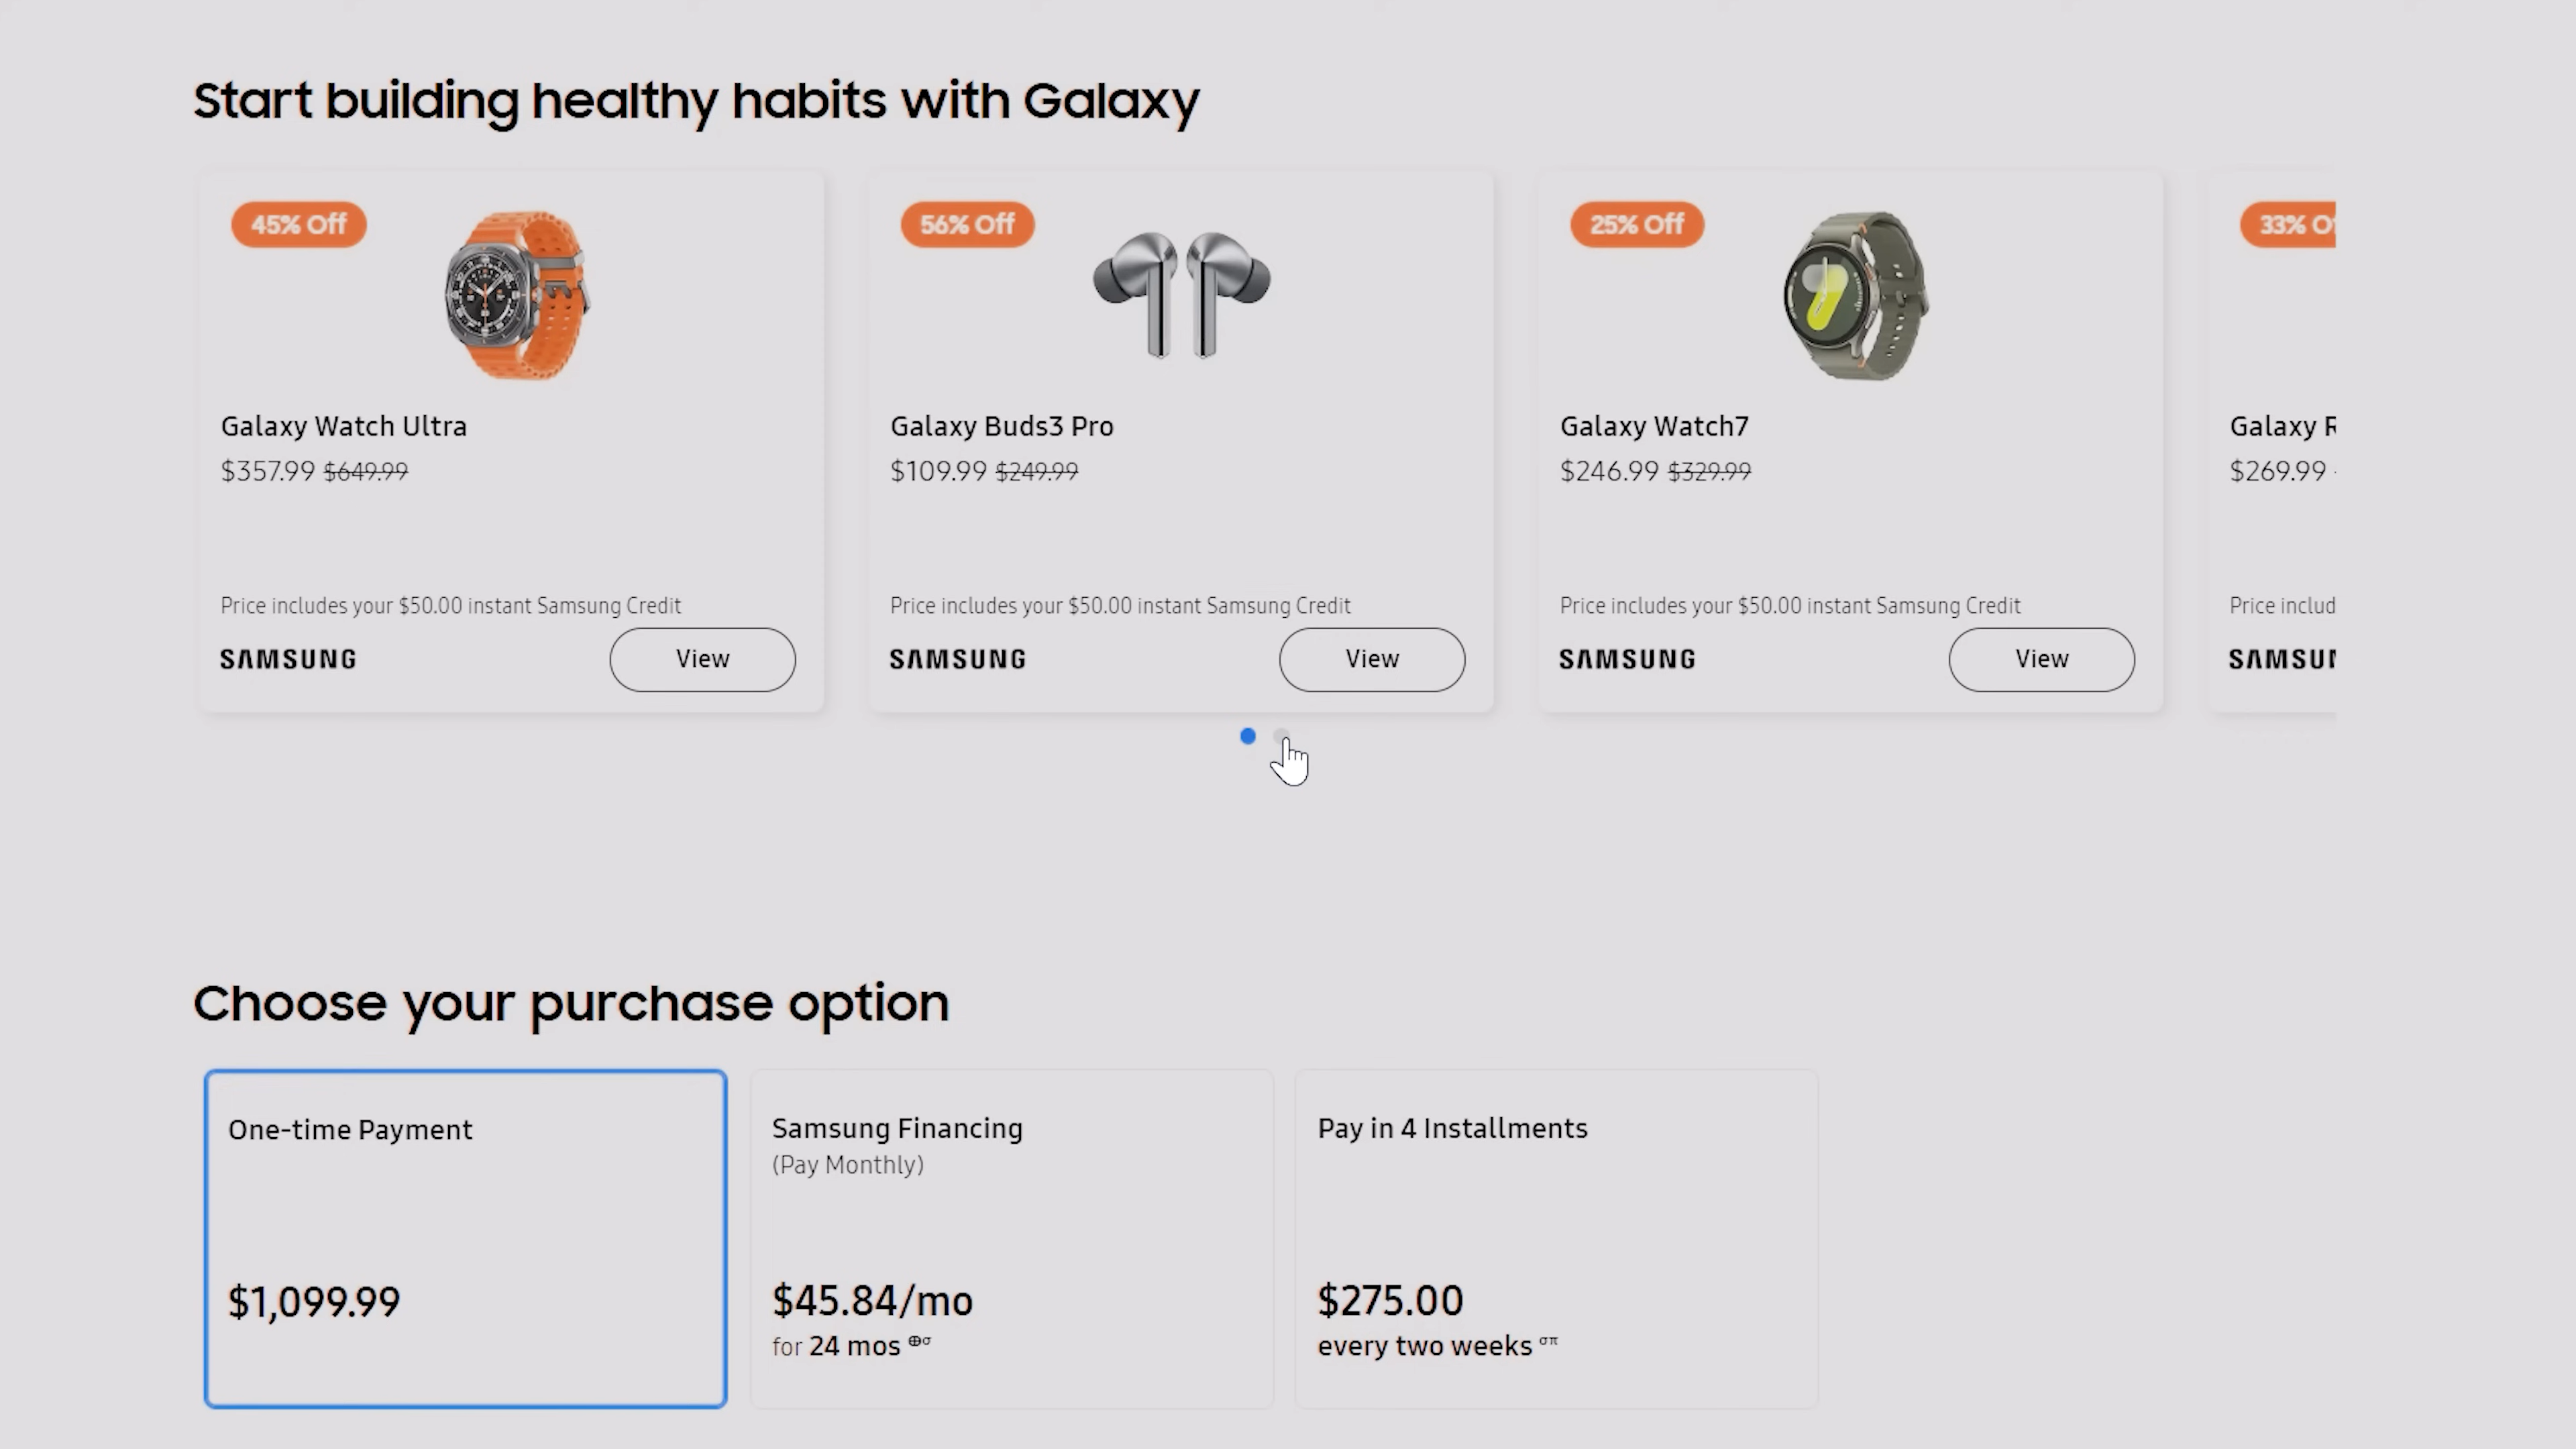 Start building healthy habits with Galaxy
45% Off
Galaxy Watch Ultra
$357.99 $649.99
Price includes your $50.00 instant Samsung Credit
SAMSUNG
View
56% Off
Galaxy Buds3 Pro
$109.99 $249.99
Price includes your $50.00 instant Samsung Credit
SAMSUNG
View
25% Off
Galaxy Watch7
$246.99 $329.99
Price includes your $50.00 instant Samsung Credit
SAMSUNG
View
33%
Galaxy
$269.99
Price
Choose your purchase option
One-time Payment
$1,099.99
Samsung Financing
(Pay Monthly)
$45.84/mo
for 24 mos ⊕σ
Pay in 4 Installments
$275.00
every two weeks σπ